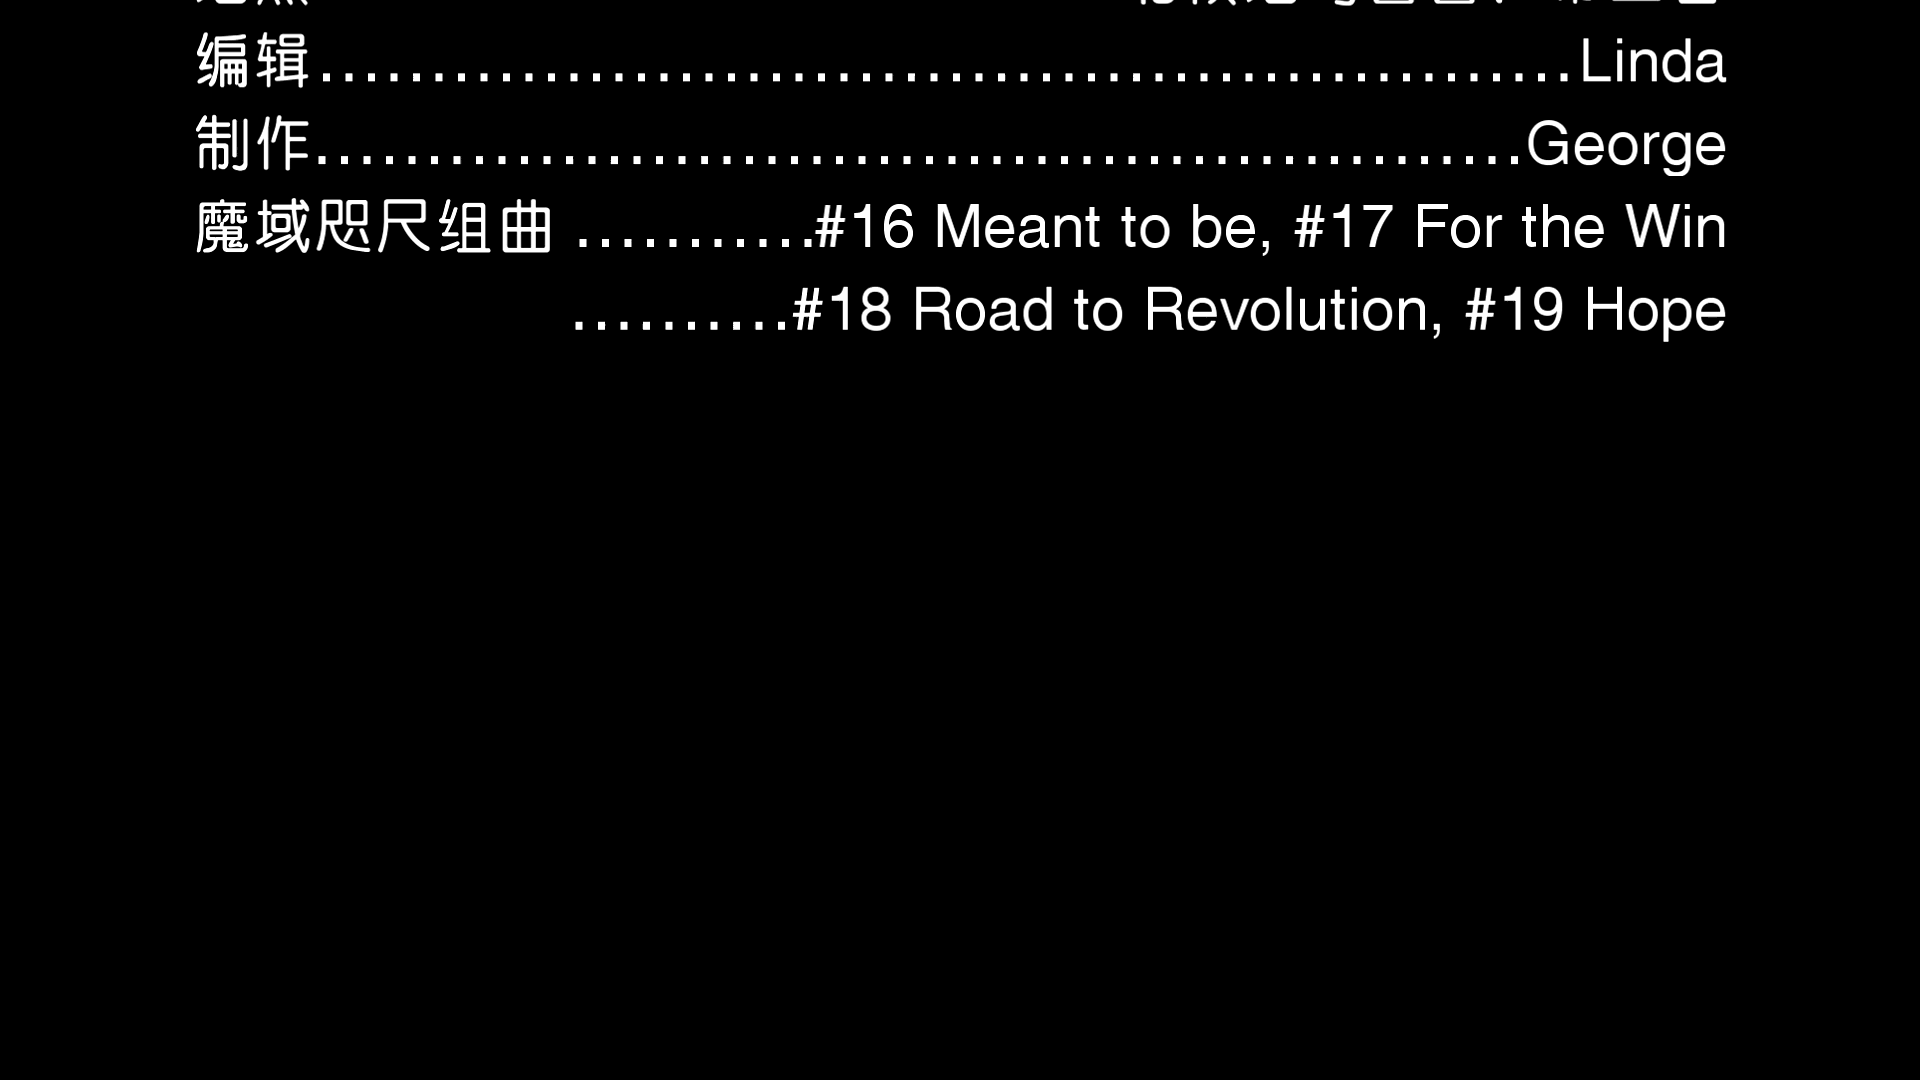 编辑........................................................Linda
制作......................................................George
魔域咫尺组曲 ...........#16 Meant to be, #17 For the Win
..........#18 Road to Revolution, #19 Hope